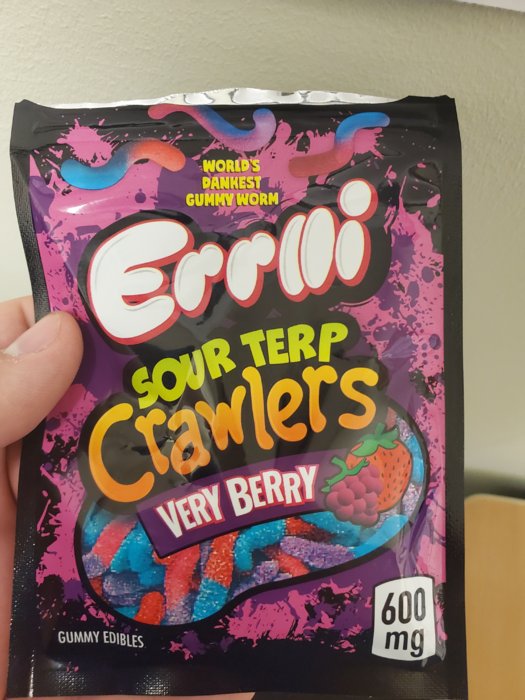 WORLD'S
DANKEST
GUMMY WORM
Errlli
SOUR TERP
Crawlers
VERY BERRY
600
mg
GUMMY EDIBLES